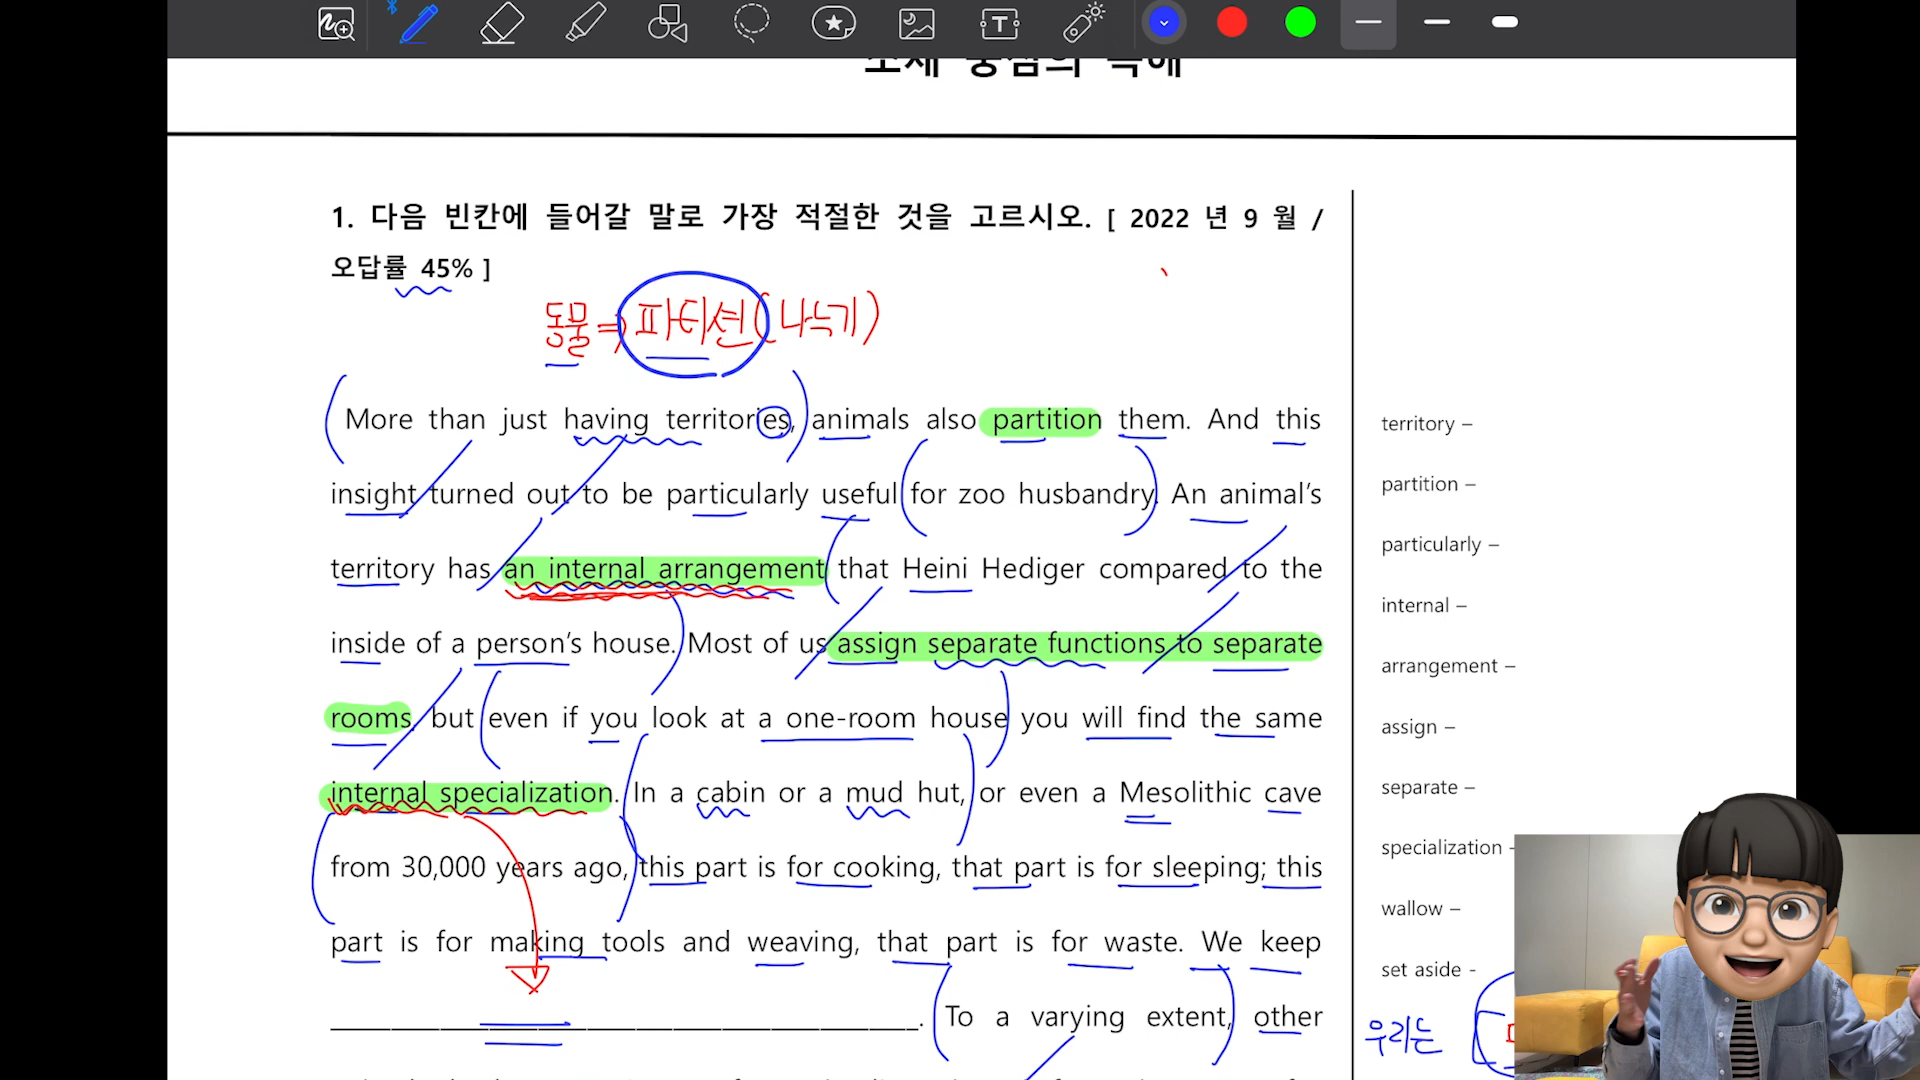 소재 중심의 독해
1. 다음 빈칸에 들어갈 말로 가장 적절한 것을 고르시오. [ 2022 년 9 월 /
오답률 45% ]
동물 ⇒ 파티션 (나누기)
More than just having territories, animals also partition them. And this
insight turned out to be particularly useful for zoo husbandry. An animal's
territory has an internal arrangement that Heini Hediger compared to the
inside of a person's house. Most of us assign separate functions to separate
rooms, but even if you look at a one-room house you will find the same
internal specialization. In a cabin or a mud hut, or even a Mesolithic cave
from 30,000 years ago, this part is for cooking, that part is for sleeping; this
part is for making tools and weaving, that part is for waste. We keep
____________________. To a varying extent, other
territory –
partition –
particularly –
internal –
arrangement –
assign –
separate –
specialization -
wallow –
set aside -
우리는